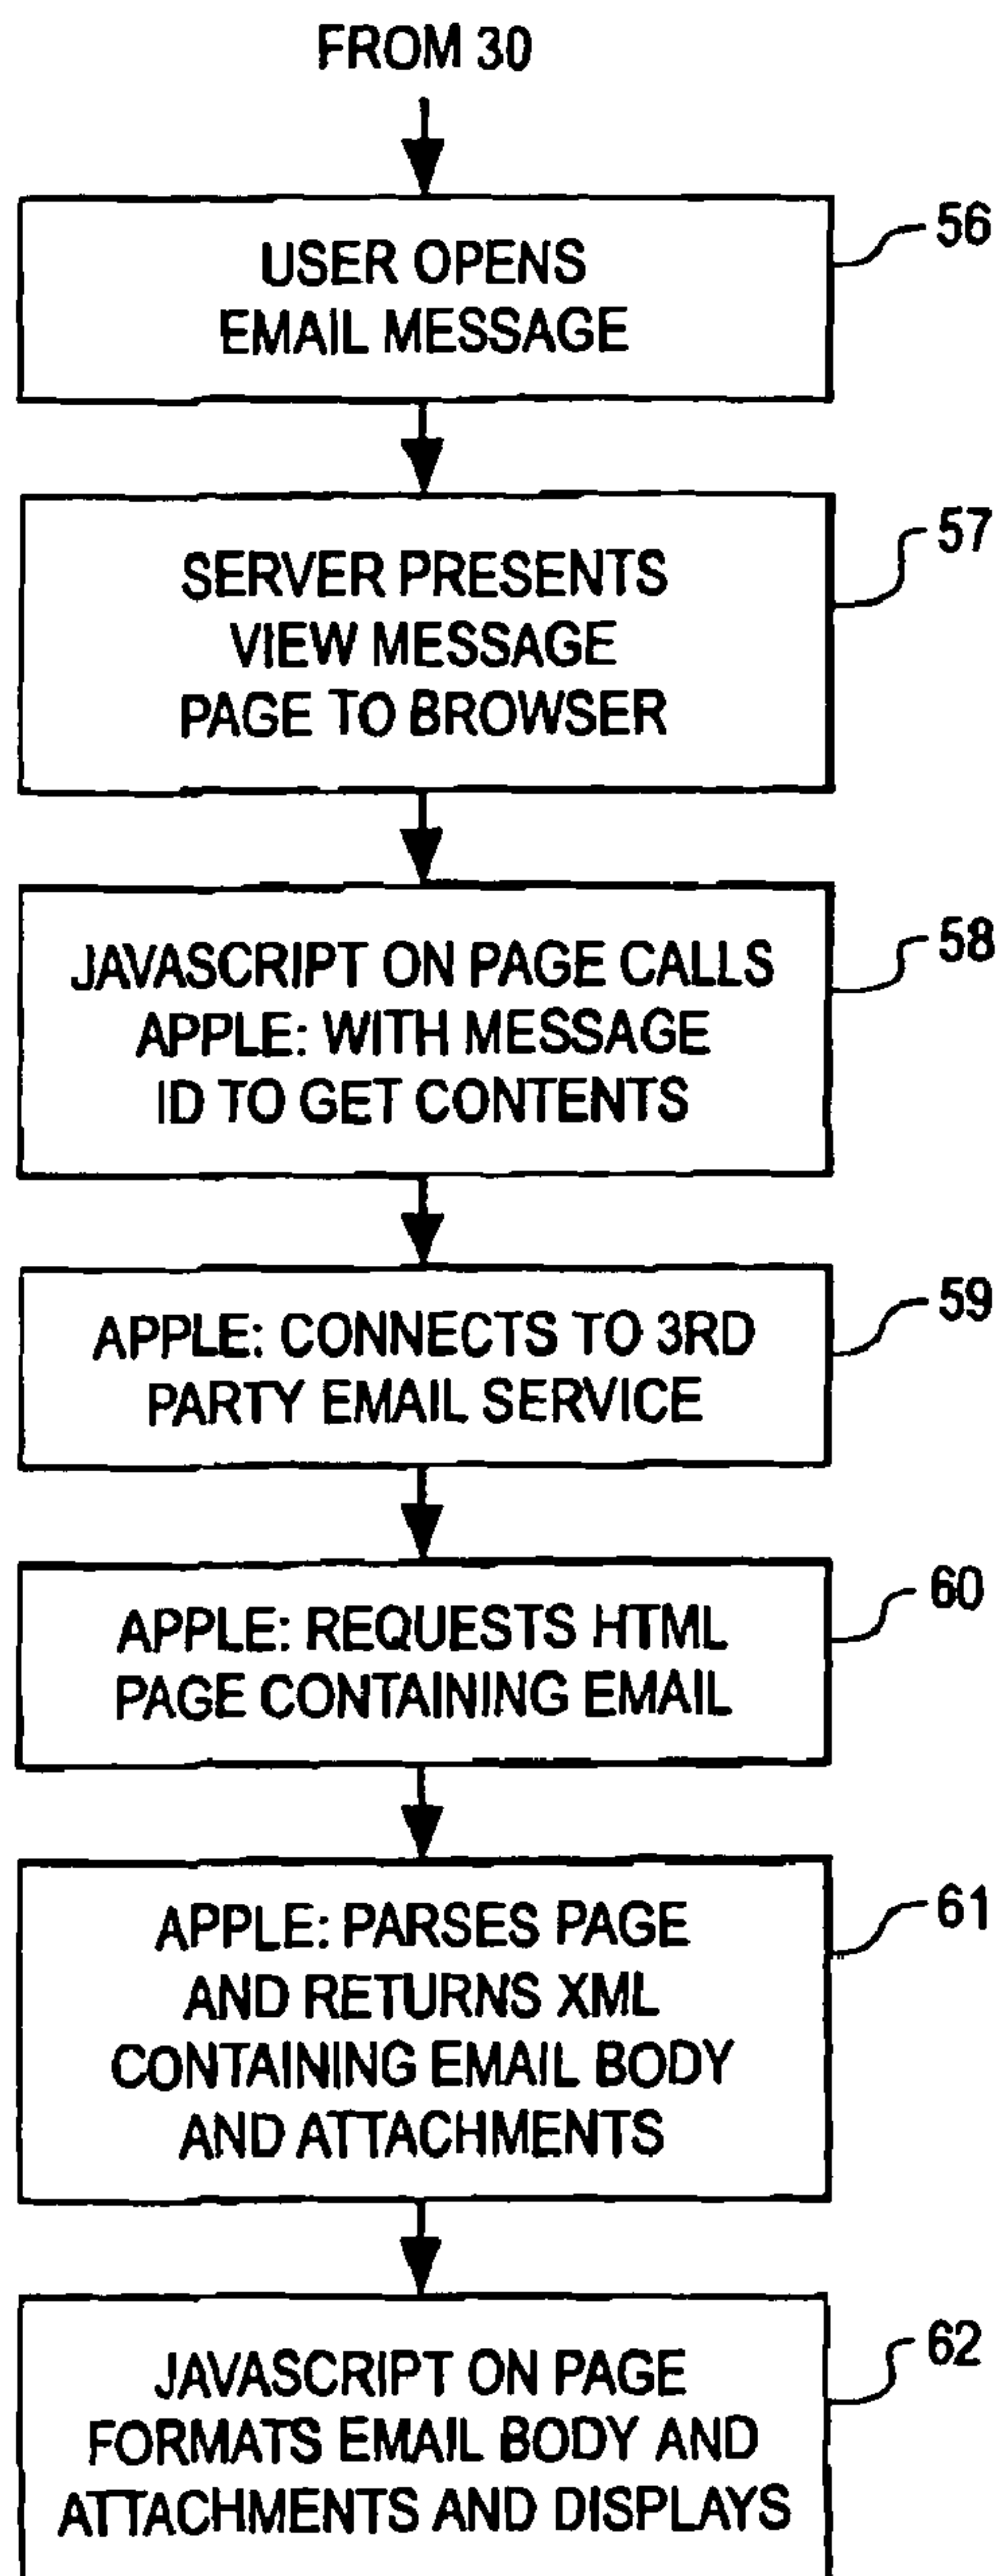 FROM 30
USER OPENS
EMAIL MESSAGE
56
SERVER PRESENTS
VIEW MESSAGE
PAGE TO BROWSER
57
JAVASCRIPT ON PAGE CALLS
APPLE: WITH MESSAGE
ID TO GET CONTENTS
58
APPLE: CONNECTS TO 3RD
PARTY EMAIL SERVICE
59
APPLE: REQUESTS HTML
PAGE CONTAINING EMAIL
60
APPLE: PARSES PAGE
AND RETURNS XML
CONTAINING EMAIL BODY
AND ATTACHMENTS
61
JAVASCRIPT ON PAGE
FORMATS EMAIL BODY AND
ATTACHMENTS AND DISPLAYS
62